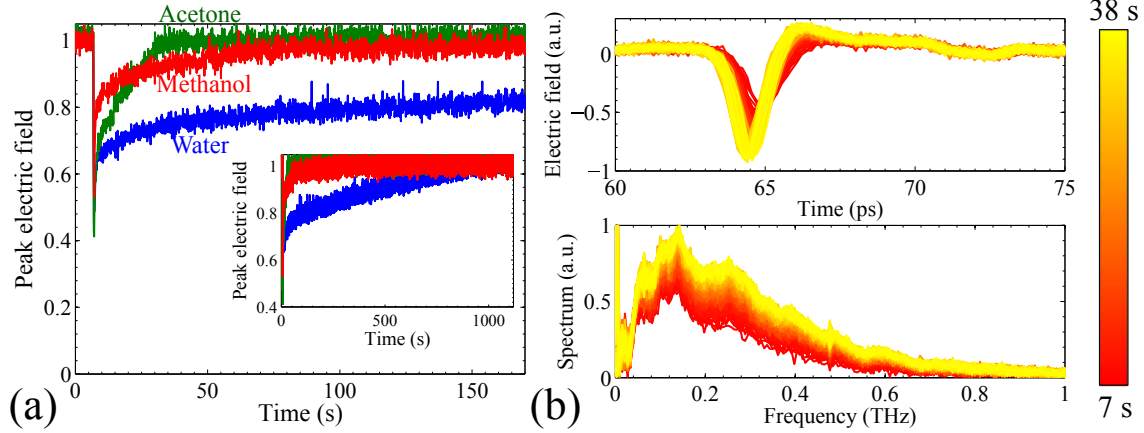 Acetone
Methanol
Water
1
0.8
0.6
0.4
0.2
0
Peak electric field
0
50
100
150
Time (s)
1
0.8
0.6
0.4
Peak electric field
0
500
1000
Time (s)
(a)
0
−0.5
−1
Electric field (a.u.)
60
65
70
75
Time (ps)
1
0.5
0
Spectrum (a.u.)
0
0.2
0.4
0.6
0.8
1
Frequency (THz)
(b)
38 s
7 s